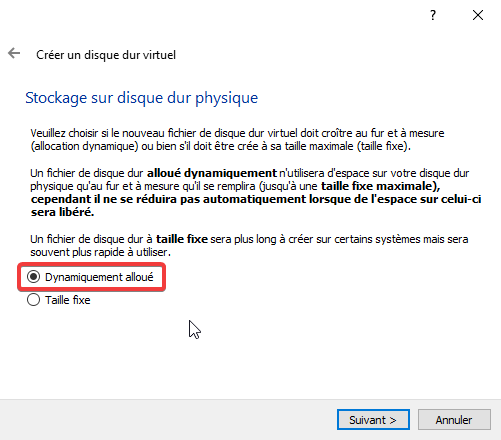 ?
Créer un disque dur virtuel
Stockage sur disque dur physique
Veuillez choisir si le nouveau fichier de disque dur virtuel doit croître au fur et à mesure
(allocation dynamique) ou bien s'il doit être crée à sa taille maximale (taille fixe).
Un fichier de disque dur alloué dynamiquement n'utilisera d'espace sur votre disque dur
physique qu'au fur et à mesure qu'il se remplira (jusqu'à une taille fixe maximale),
cependant il ne se réduira pas automatiquement lorsque de l'espace sur celui-ci
sera libéré.
Un fichier de disque dur à taille fixe sera plus long à créer sur certains systèmes mais sera
souvent plus rapide à utiliser.
Dynamiquement alloué
Taille fixe
Suivant >
Annuler